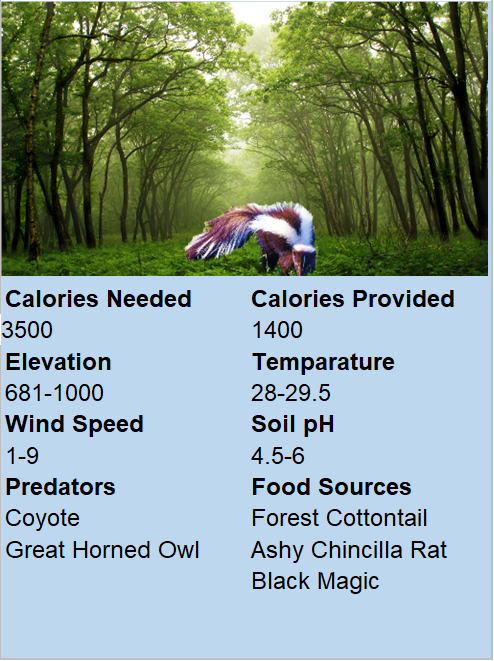 Calories Needed
Calories Provided
3500
1400
Elevation
Temparature
681-1000
28-29.5
Wind Speed
Soil pH
1-9
4.5-6
Predators
Food Sources
Coyote
Forest Cottontail
Great Horned Owl
Ashy Chincilla Rat
Black Magic